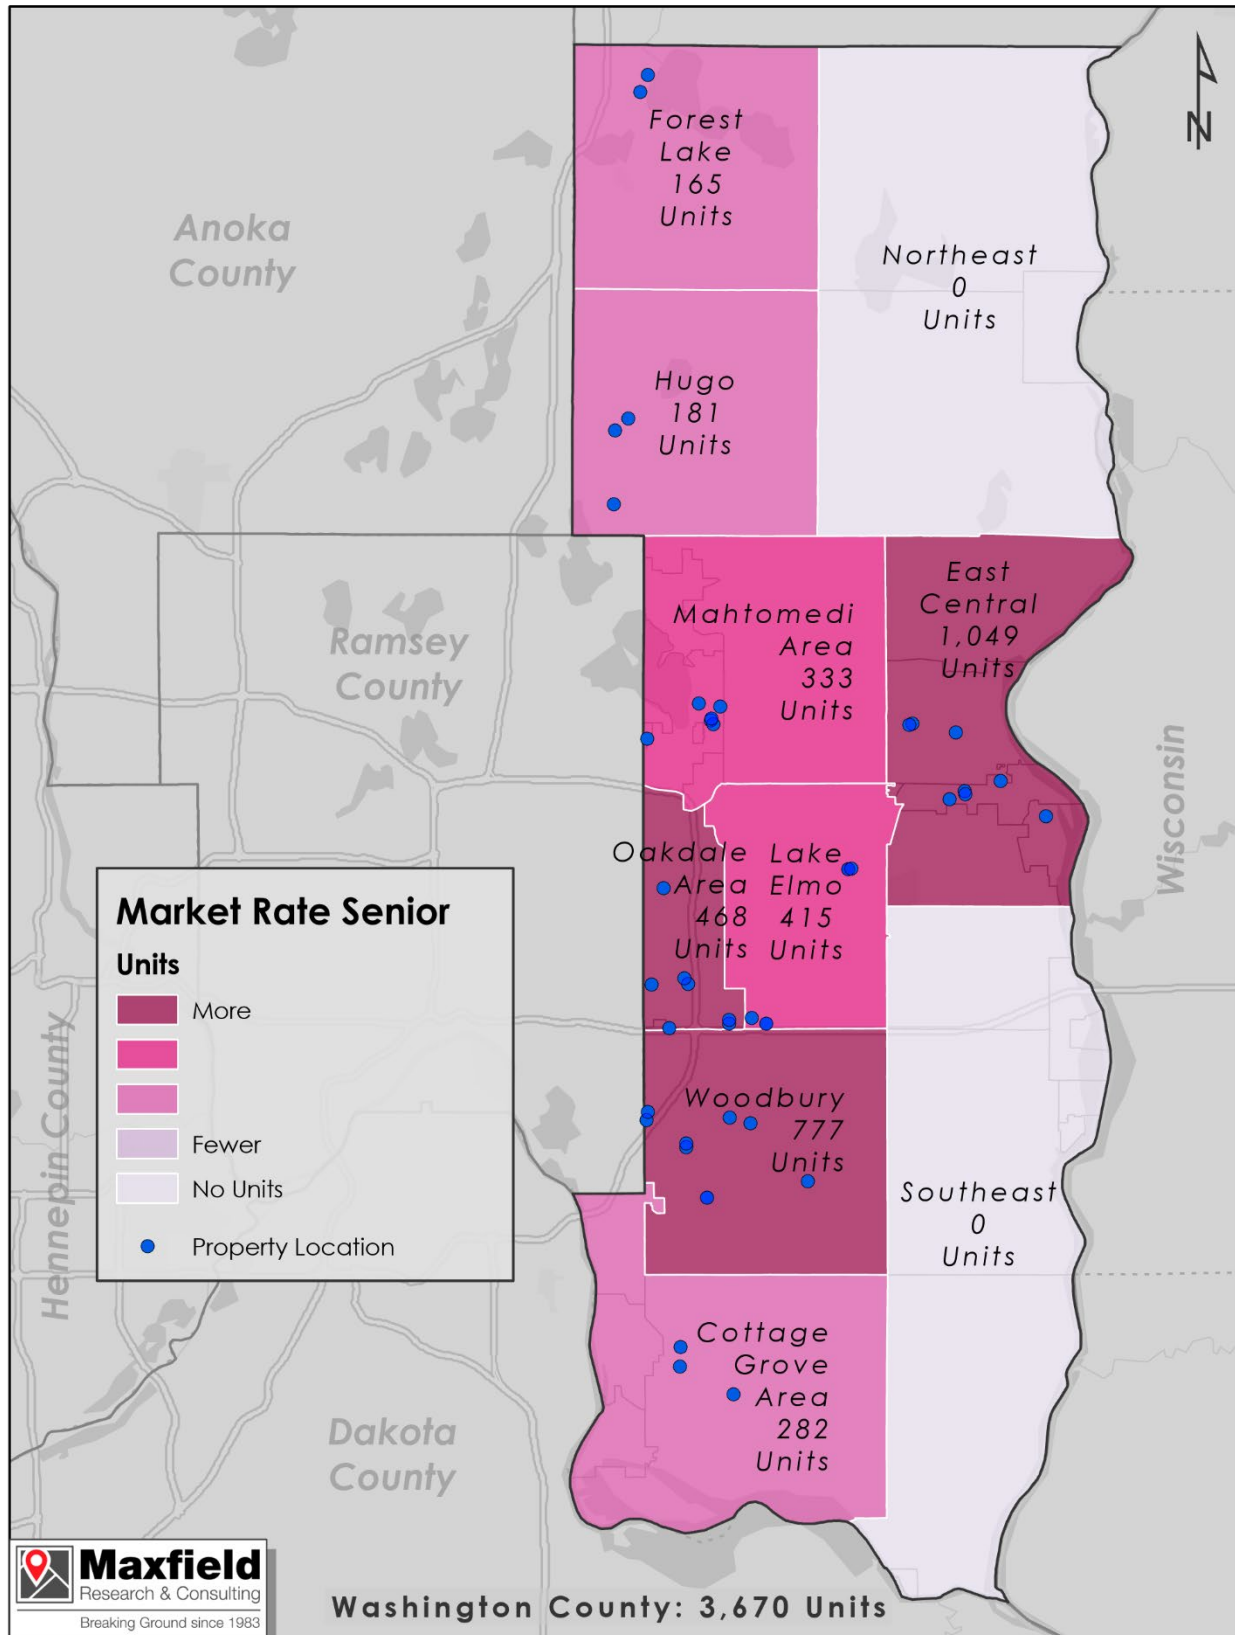 N
Forest
Lake
165
Units
Anoka
County
Northeast
0
Units
Hugo
181
Units
East
Central
1,049
Units
Mahtomedi
Area
333
Units
Ramsey
County
Wisconsin
Oakdale
Area
468
Units
Lake
Elmo
415
Units
Market Rate Senior
Units
More
Fewer
No Units
Property Location
Hennepin County
Woodbury
777
Units
Southeast
0
Units
Cottage
Grove
Area
282
Units
Dakota
County
Maxfield
Research & Consulting
Breaking Ground since 1983
Washington County: 3,670 Units